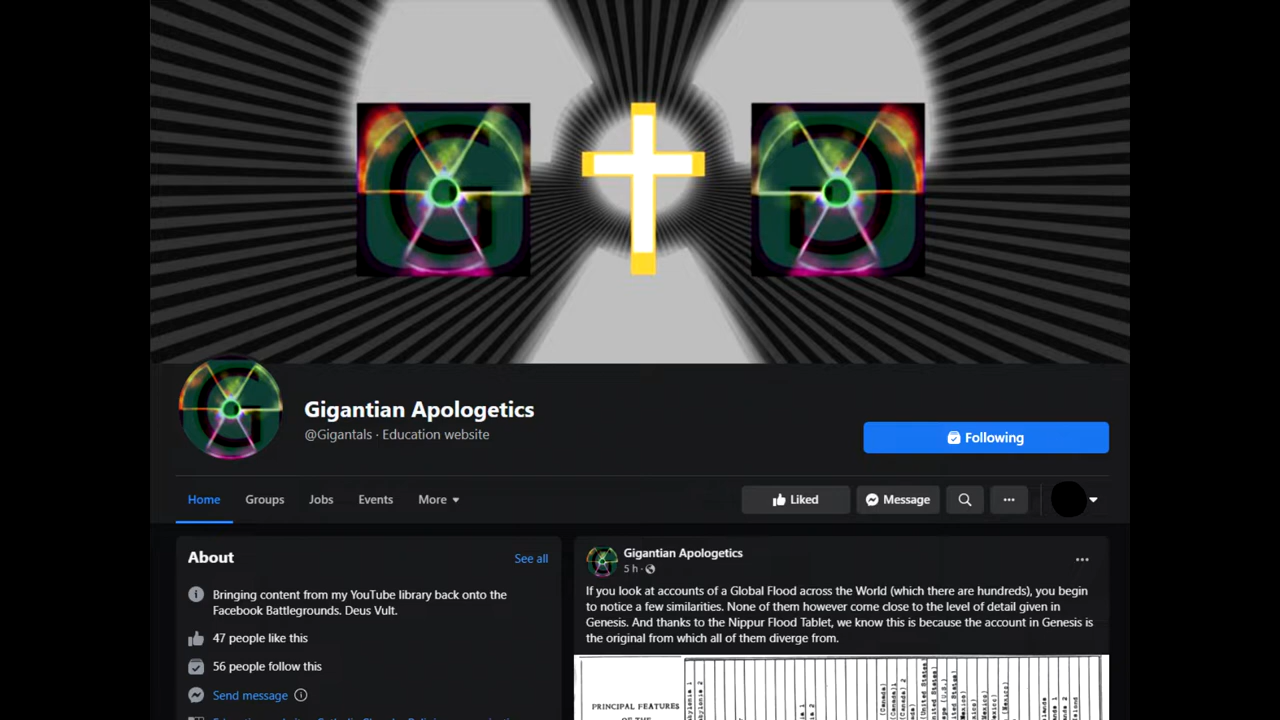 Gigantian Apologetics
@Gigantals · Education website
Following
Home
Groups
Jobs
Events
More
Liked
Message
About
See all
Bringing content from my YouTube library back onto the
Facebook Battlegrounds. Deus Vult.
47 people like this
56 people follow this
Send message
Gigantian Apologetics
5 h ·
If you look at accounts of a Global Flood across the World (which there are hundreds), you begin
to notice a few similarities. None of them however come close to the level of detail given in
Genesis. And thanks to the Nippur Flood Tablet, we know this is because the account in Genesis is
the original from which all of them diverge from.
PRINCIPAL FEATURES
OF THE